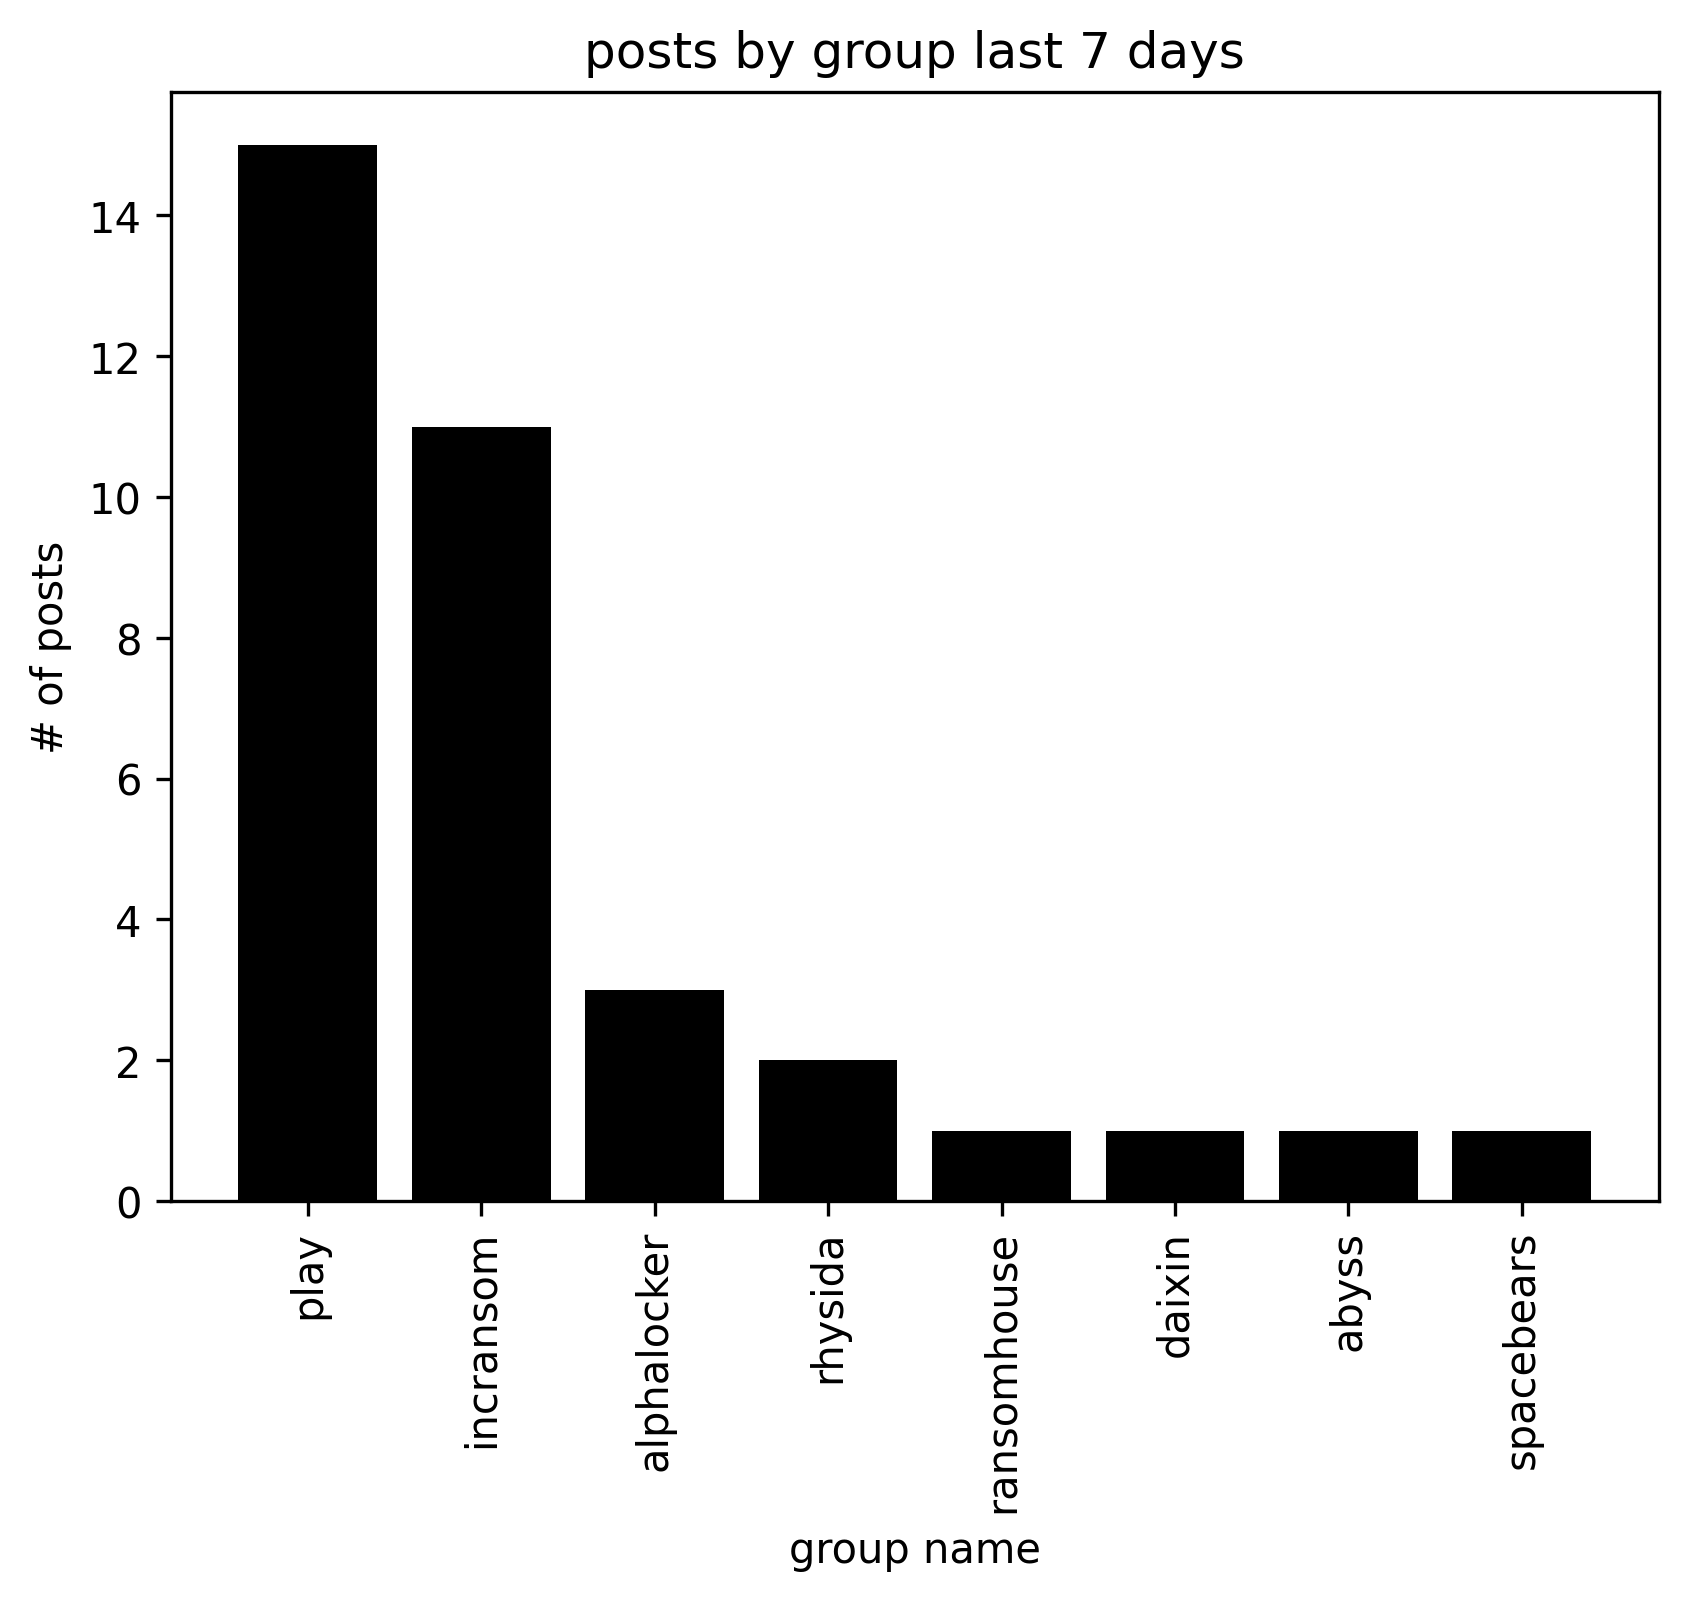 posts by group last 7 days
14
12
10
8
6
4
2
0
# of posts
play
incransom
alphalocker
rhysida
ransomhouse
daixin
abyss
spacebears
group name